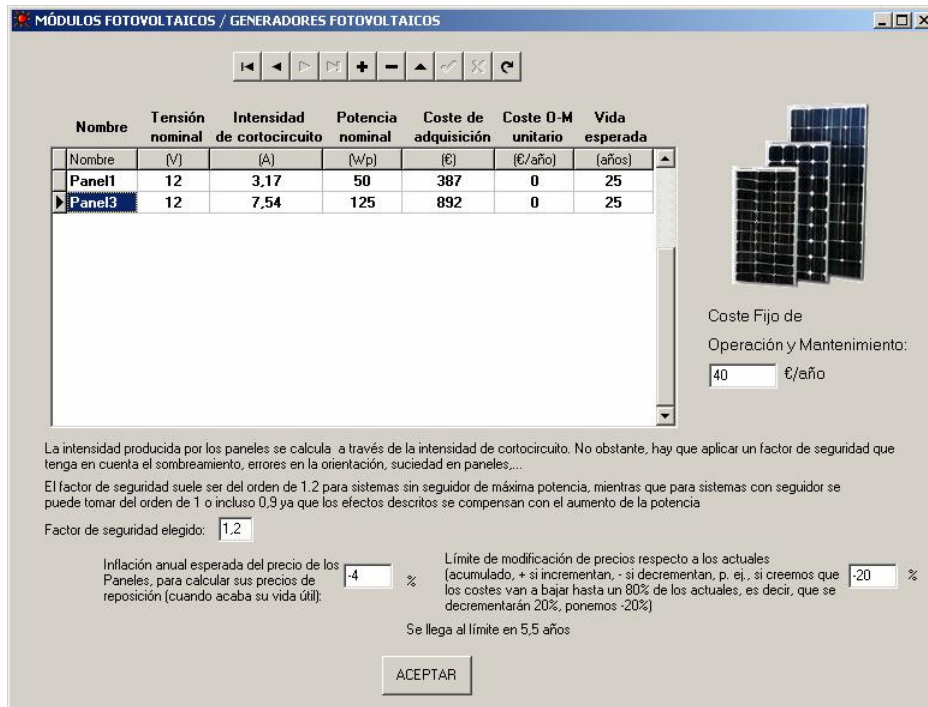 MÓDULOS FOTOVOLTAICOS / GENERADORES FOTOVOLTAICOS
Nombre Tensión nominal Intensidad de cortocircuito Potencia nominal Coste de adquisición Coste O-M unitario Vida esperada
Nombre (V) (A) (Wp) (€) (€/año) (años)
Panel1 12 3,17 50 387 0 25
Panel3 12 7,54 125 892 0 25
Coste Fijo de
Operación y Mantenimiento:
40 €/año
La intensidad producida por los paneles se calcula a través de la intensidad de cortocircuito. No obstante, hay que aplicar un factor de seguridad que
tenga en cuenta el sombreamiento, errores en la orientación, suciedad en paneles,...
El factor de seguridad suele ser del orden de 1.2 para sistemas sin seguidor de máxima potencia, mientras que para sistemas con seguidor se
puede tomar del orden de 1 o incluso 0,9 ya que los efectos descritos se compensan con el aumento de la potencia
Factor de seguridad elegido: 1,2
Inflación anual esperada del precio de los
Paneles, para calcular sus precios de
reposición (cuando acaba su vida útil):
-4 %
Límite de modificación de precios respecto a los actuales
(acumulado, + si incrementan, - si decrementan, p. ej., si creemos que
los costes van a bajar hasta un 80% de los actuales, es decir, que se
decrementarán 20%, ponemos -20%)
-20 %
Se llega al límite en 5,5 años
ACEPTAR